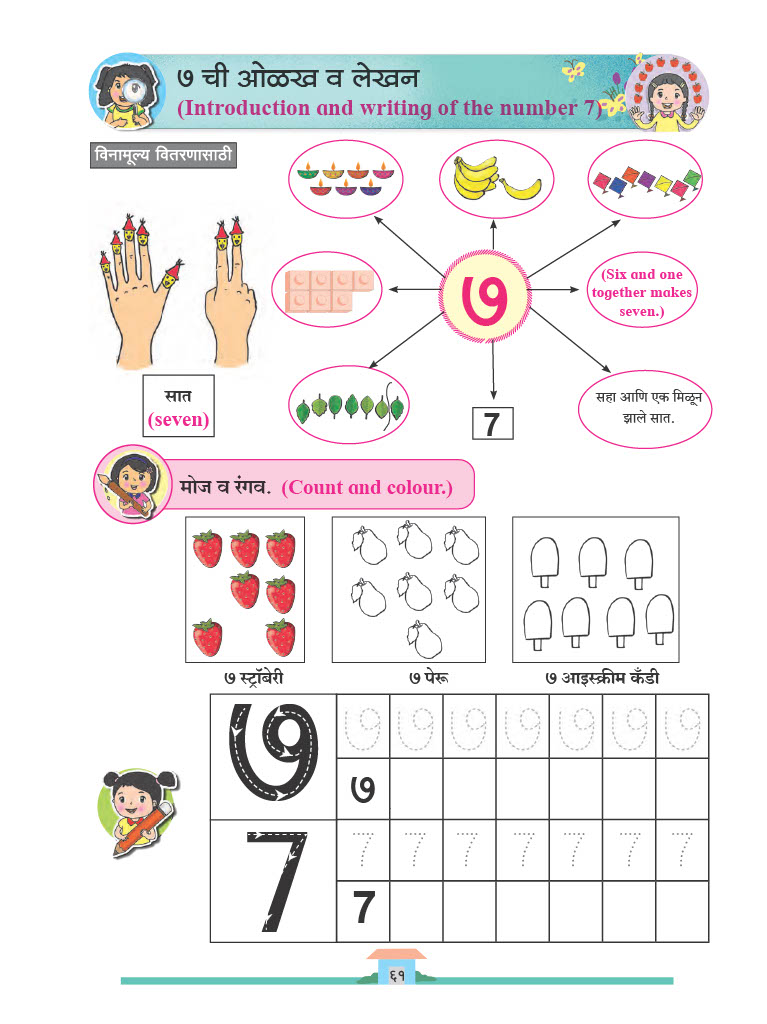 ७ ची ओळख व लेखन
(Introduction and writing of the number 7)
विनामूल्य वितरणासाठी
७
(Six and one
together makes
seven.)
सात
(seven)
7
सहा आणि एक मिळून
झाले सात.
मोज व रंगव. (Count and colour.)
७ स्ट्रॉबेरी
७ पेरू
७ आइस्क्रीम कँडी
७ ७ ७ ७ ७ ७ ७ ७
७
7 7 7 7 7 7 7 7
7
६१